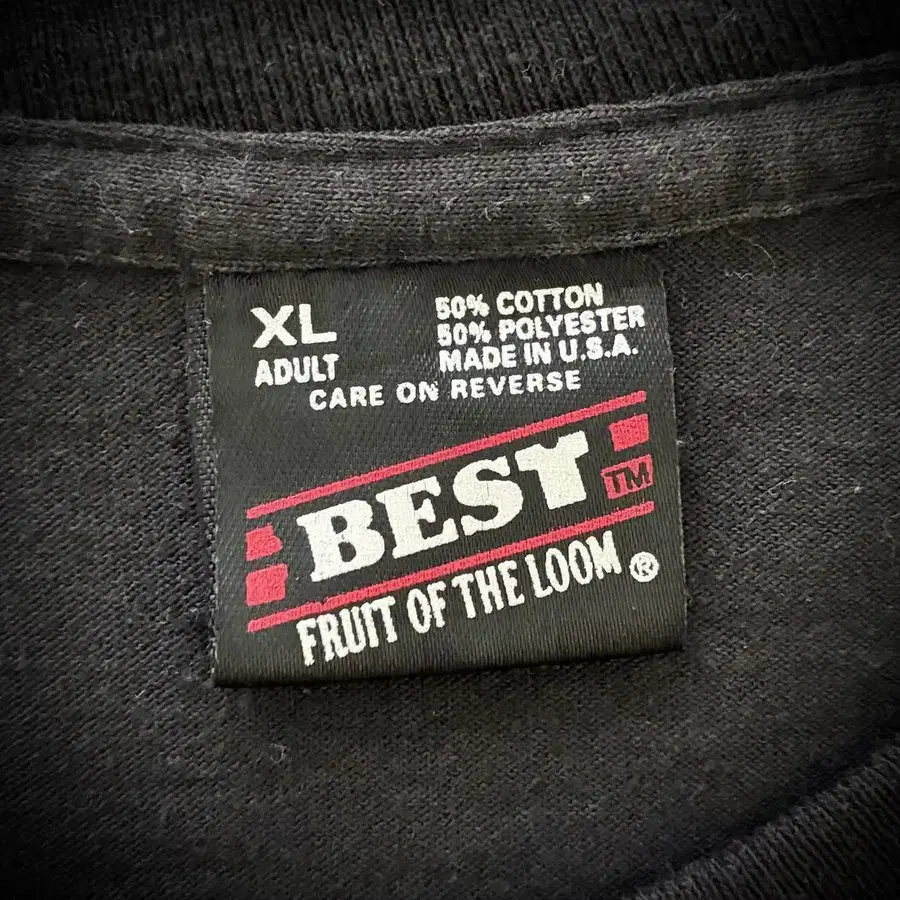 XL
ADULT
50% COTTON
50% POLYESTER
MADE IN U.S.A.
CARE ON REVERSE
BEST TM
FRUIT OF THE LOOM ®